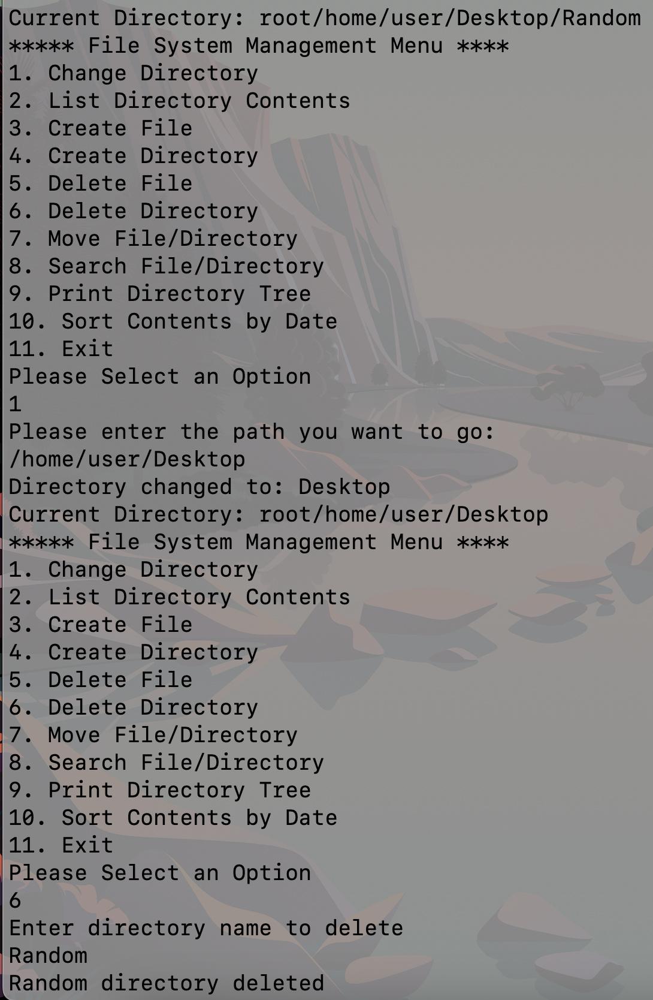 Current Directory: root/home/user/Desktop/Random
***** File System Management Menu ****
1. Change Directory
2. List Directory Contents
3. Create File
4. Create Directory
5. Delete File
6. Delete Directory
7. Move File/Directory
8. Search File/Directory
9. Print Directory Tree
10. Sort Contents by Date
11. Exit
Please Select an Option
1
Please enter the path you want to go:
/home/user/Desktop
Directory changed to: Desktop
Current Directory: root/home/user/Desktop
***** File System Management Menu ****
1. Change Directory
2. List Directory Contents
3. Create File
4. Create Directory
5. Delete File
6. Delete Directory
7. Move File/Directory
8. Search File/Directory
9. Print Directory Tree
10. Sort Contents by Date
11. Exit
Please Select an Option
6
Enter directory name to delete
Random
Random directory deleted